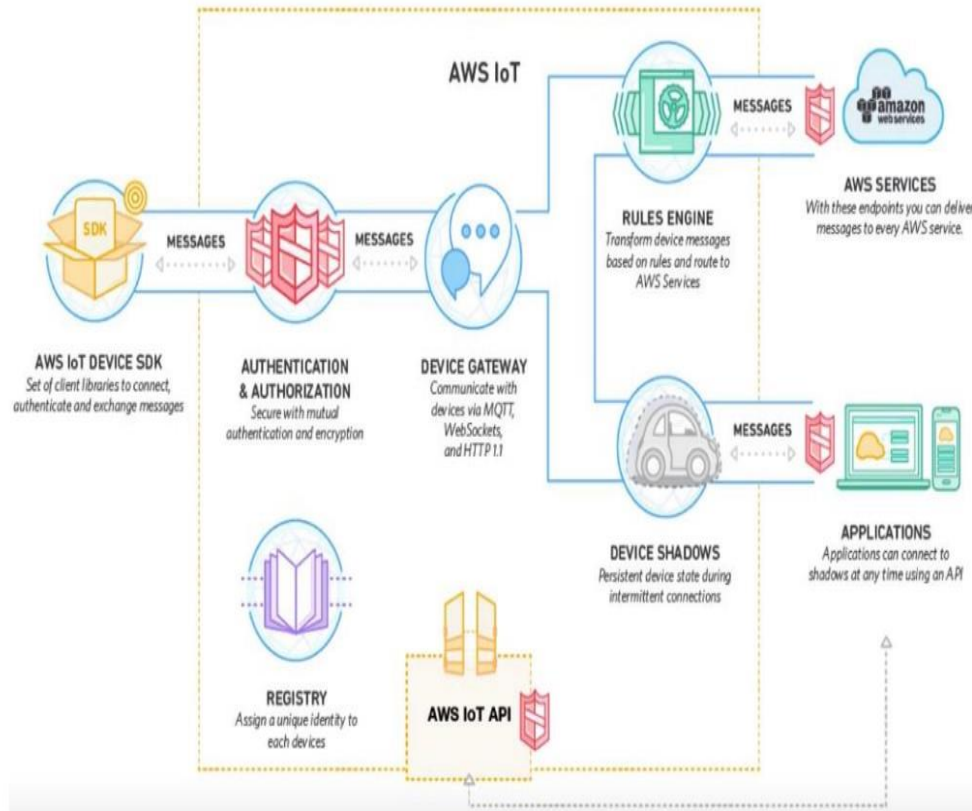 AWS IoT
MESSAGES
amazon
webservices
AWS SERVICES
With these endpoints you can deliver
messages to every AWS service.
RULES ENGINE
Transform device messages
based on rules and route to
AWS Services
SDK
MESSAGES
MESSAGES
AWS IoT DEVICE SDK
Set of client libraries to connect,
authenticate and exchange messages
AUTHENTICATION
& AUTHORIZATION
Secure with mutual
authentication and encryption
DEVICE GATEWAY
Communicate with
devices via MQTT,
WebSockets,
and HTTP 1.1
MESSAGES
DEVICE SHADOWS
Persistent device state during
intermittent connections
APPLICATIONS
Applications can connect to
shadows at any time using an API
REGISTRY
Assign a unique identity to
each devices
AWS IoT API